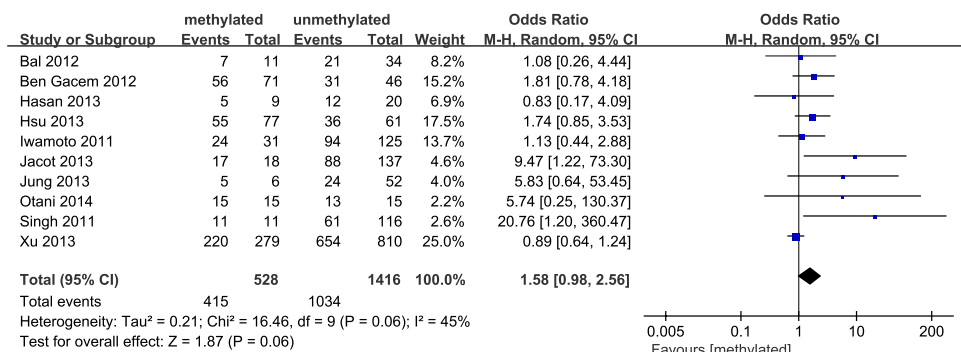 methylated unmethylated Odds Ratio Odds Ratio
Study or Subgroup Events Total Events Total Weight M-H, Random, 95% CI M-H, Random, 95% CI
Bal 2012 7 11 21 34 8.2% 1.08 [0.26, 4.44]
Ben Gacem 2012 56 71 31 46 15.2% 1.81 [0.78, 4.18]
Hasan 2013 5 9 12 20 6.9% 0.83 [0.17, 4.09]
Hsu 2013 55 77 36 61 17.5% 1.74 [0.85, 3.53]
Iwamoto 2011 24 31 94 125 13.7% 1.13 [0.44, 2.88]
Jacot 2013 17 18 88 137 4.6% 9.47 [1.22, 73.30]
Jung 2013 5 6 24 52 4.0% 5.83 [0.64, 53.45]
Otani 2014 15 15 13 15 2.2% 5.74 [0.25, 130.37]
Singh 2011 11 11 61 116 2.6% 20.76 [1.20, 360.47]
Xu 2013 220 279 654 810 25.0% 0.89 [0.64, 1.24]
Total (95% CI) 528 1416 100.0% 1.58 [0.98, 2.56]
Total events 415 1034
Heterogeneity: Tau² = 0.21; Chi² = 16.46, df = 9 (P = 0.06); I² = 45%
Test for overall effect: Z = 1.87 (P = 0.06)
0.005 0.1 1 10 200
Favours [methylated]